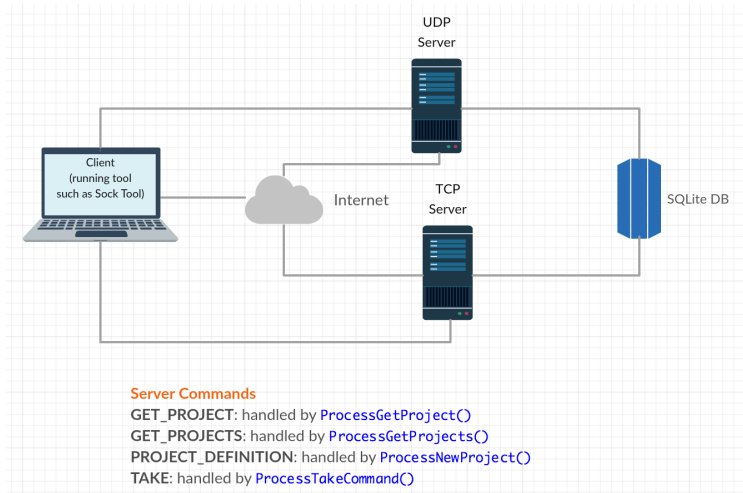 UDP
Server
Client
(running tool
such as Sock Tool)
Internet
TCP
Server
SQLite DB
Server Commands
GET_PROJECT: handled by ProcessGetProject()
GET_PROJECTS: handled by ProcessGetProjects()
PROJECT_DEFINITION: handled by ProcessNewProject()
TAKE: handled by ProcessTakeCommand()